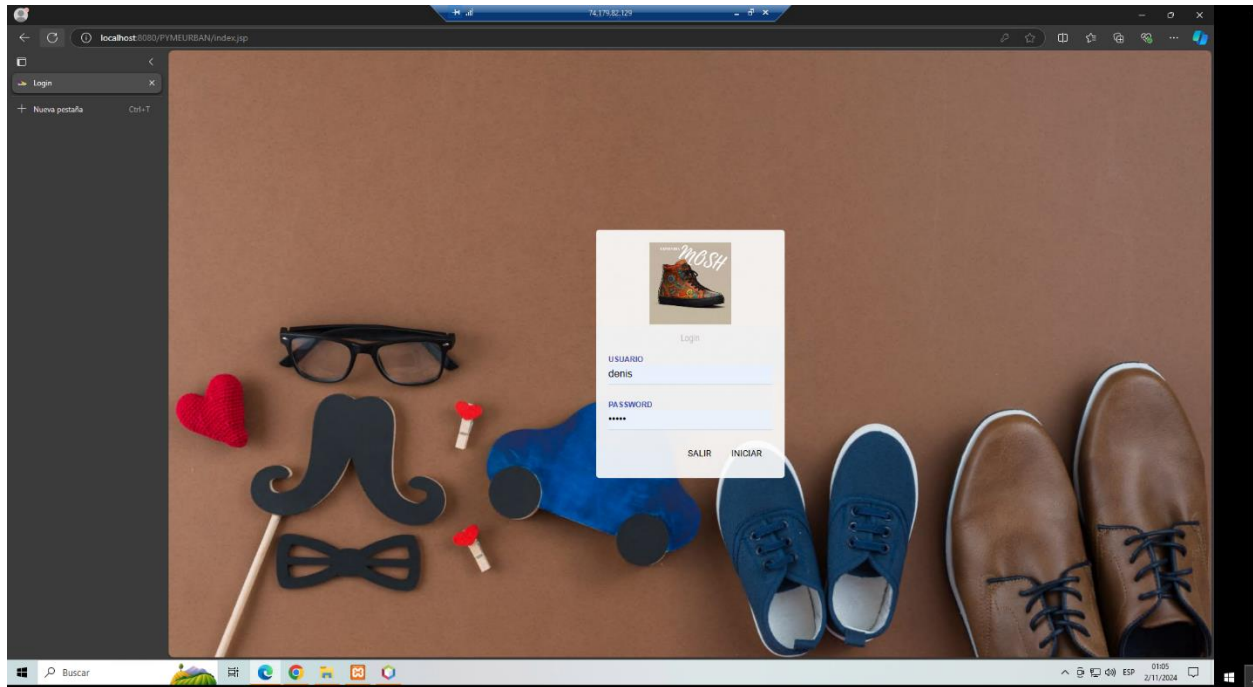 74.179.82.129
localhost:8080/PYMEURBAN/index.jsp
Login
Nueva pestaña Ctrl+T
MOSH
Login
USUARIO
denis
PASSWORD
•••••
SALIR INICIAR
Buscar
ESP
01:05
2/11/2024